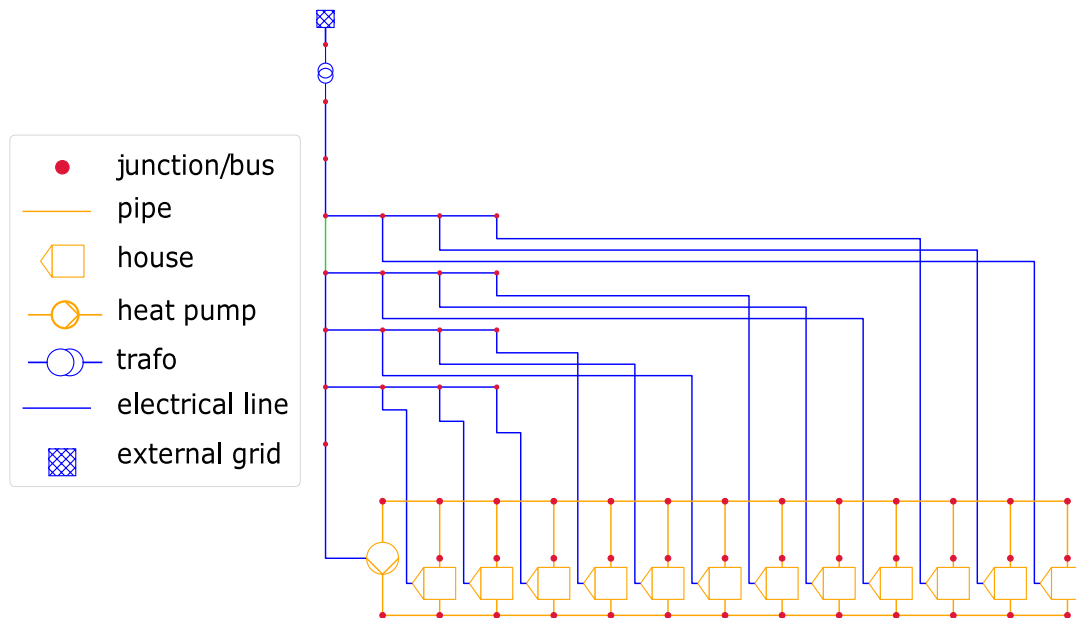 junction/bus
pipe
house
heat pump
trafo
electrical line
external grid